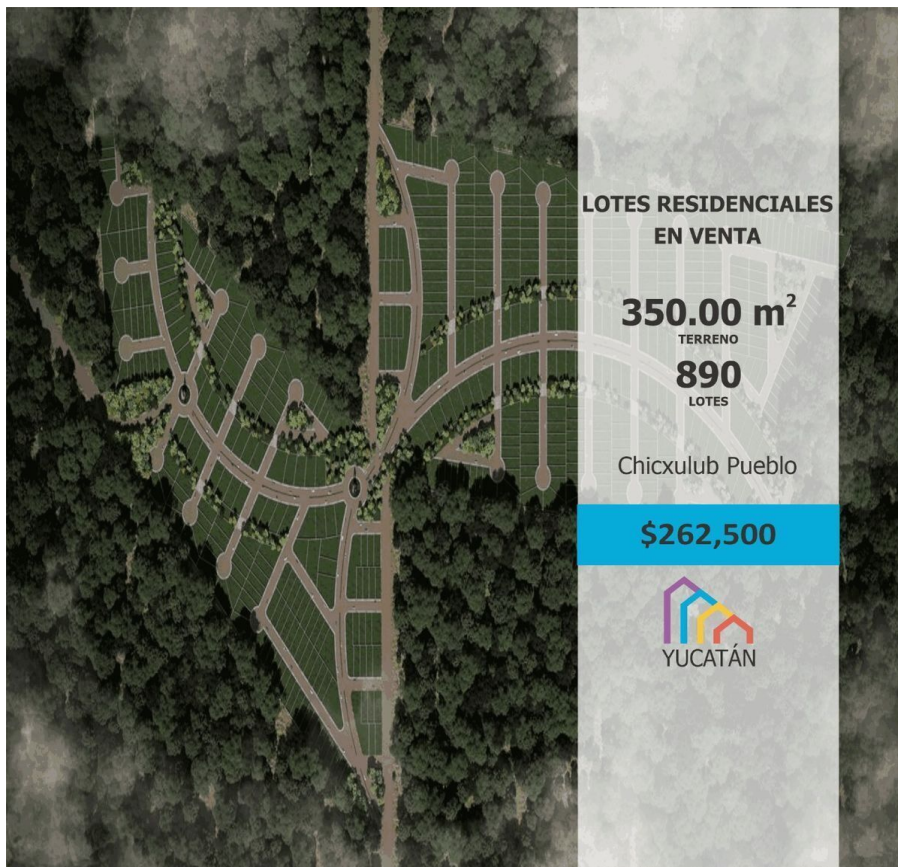 LOTES RESIDENCIALES
EN VENTA
350.00 m²
TERRENO
890
LOTES
Chicxulub Pueblo
$262,500
YUCATÁN